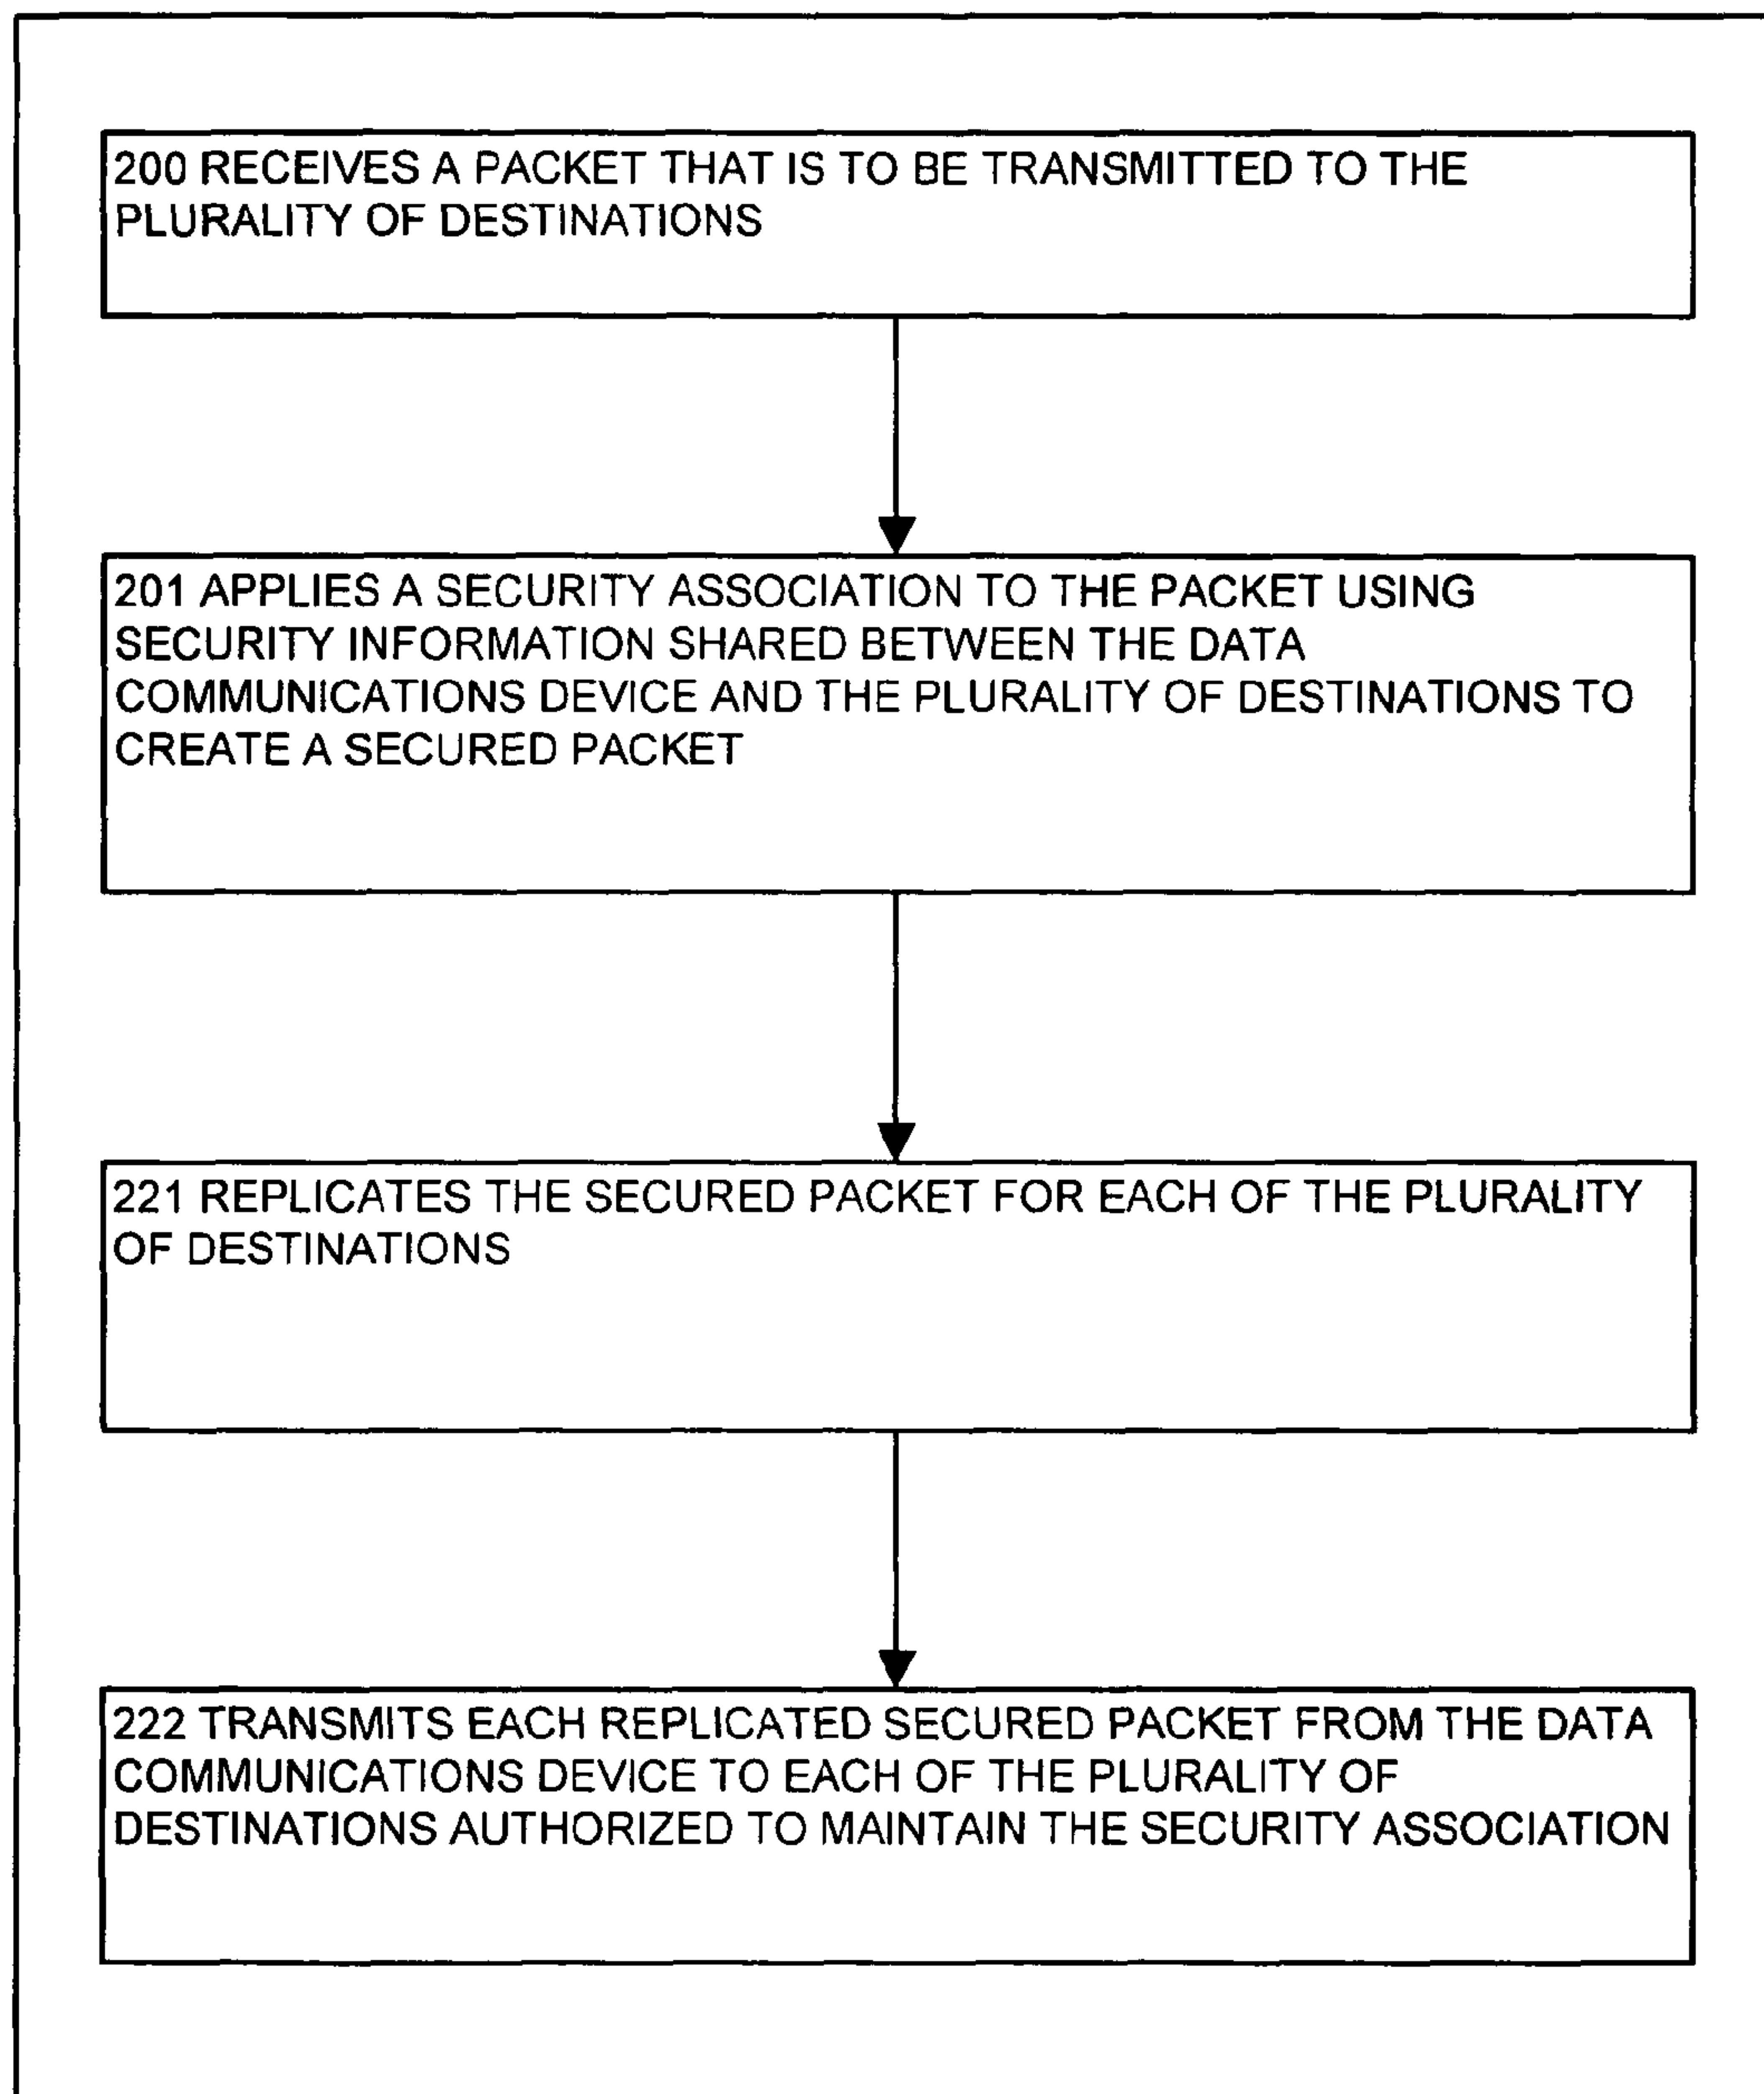 200 RECEIVES A PACKET THAT IS TO BE TRANSMITTED TO THE
PLURALITY OF DESTINATIONS
201 APPLIES A SECURITY ASSOCIATION TO THE PACKET USING
SECURITY INFORMATION SHARED BETWEEN THE DATA
COMMUNICATIONS DEVICE AND THE PLURALITY OF DESTINATIONS TO
CREATE A SECURED PACKET
221 REPLICATES THE SECURED PACKET FOR EACH OF THE PLURALITY
OF DESTINATIONS
222 TRANSMITS EACH REPLICATED SECURED PACKET FROM THE DATA
COMMUNICATIONS DEVICE TO EACH OF THE PLURALITY OF
DESTINATIONS AUTHORIZED TO MAINTAIN THE SECURITY ASSOCIATION